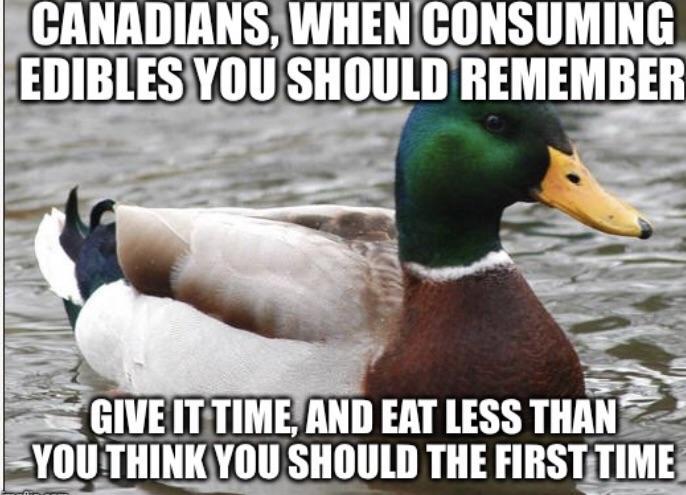 CANADIANS, WHEN CONSUMING
EDIBLES YOU SHOULD REMEMBER
GIVE IT TIME, AND EAT LESS THAN
YOU THINK YOU SHOULD THE FIRST TIME